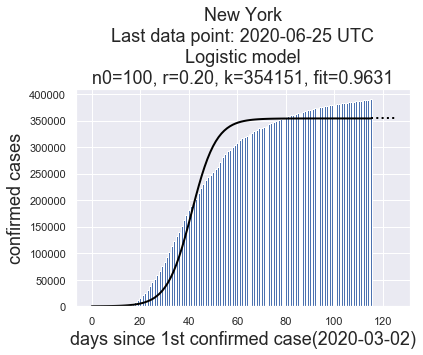 New York
Last data point: 2020-06-25 UTC
Logistic model
n0=100, r=0.20, k=354151, fit=0.9631
400000
350000
300000
250000
200000
150000
100000
50000
0
confirmed cases
0 20 40 60 80 100 120
days since 1st confirmed case(2020-03-02)